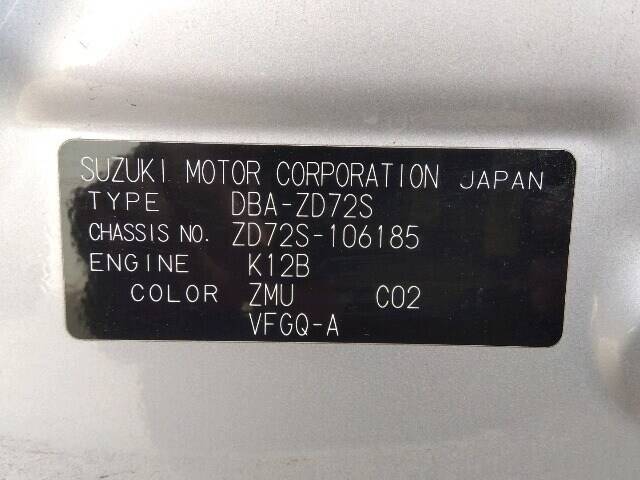 SUZUKI MOTOR CORPORATION JAPAN
TYPE DBA-ZD72S
CHASSIS NO. ZD72S-106185
ENGINE K12B
COLOR ZMU C02
VFGQ-A